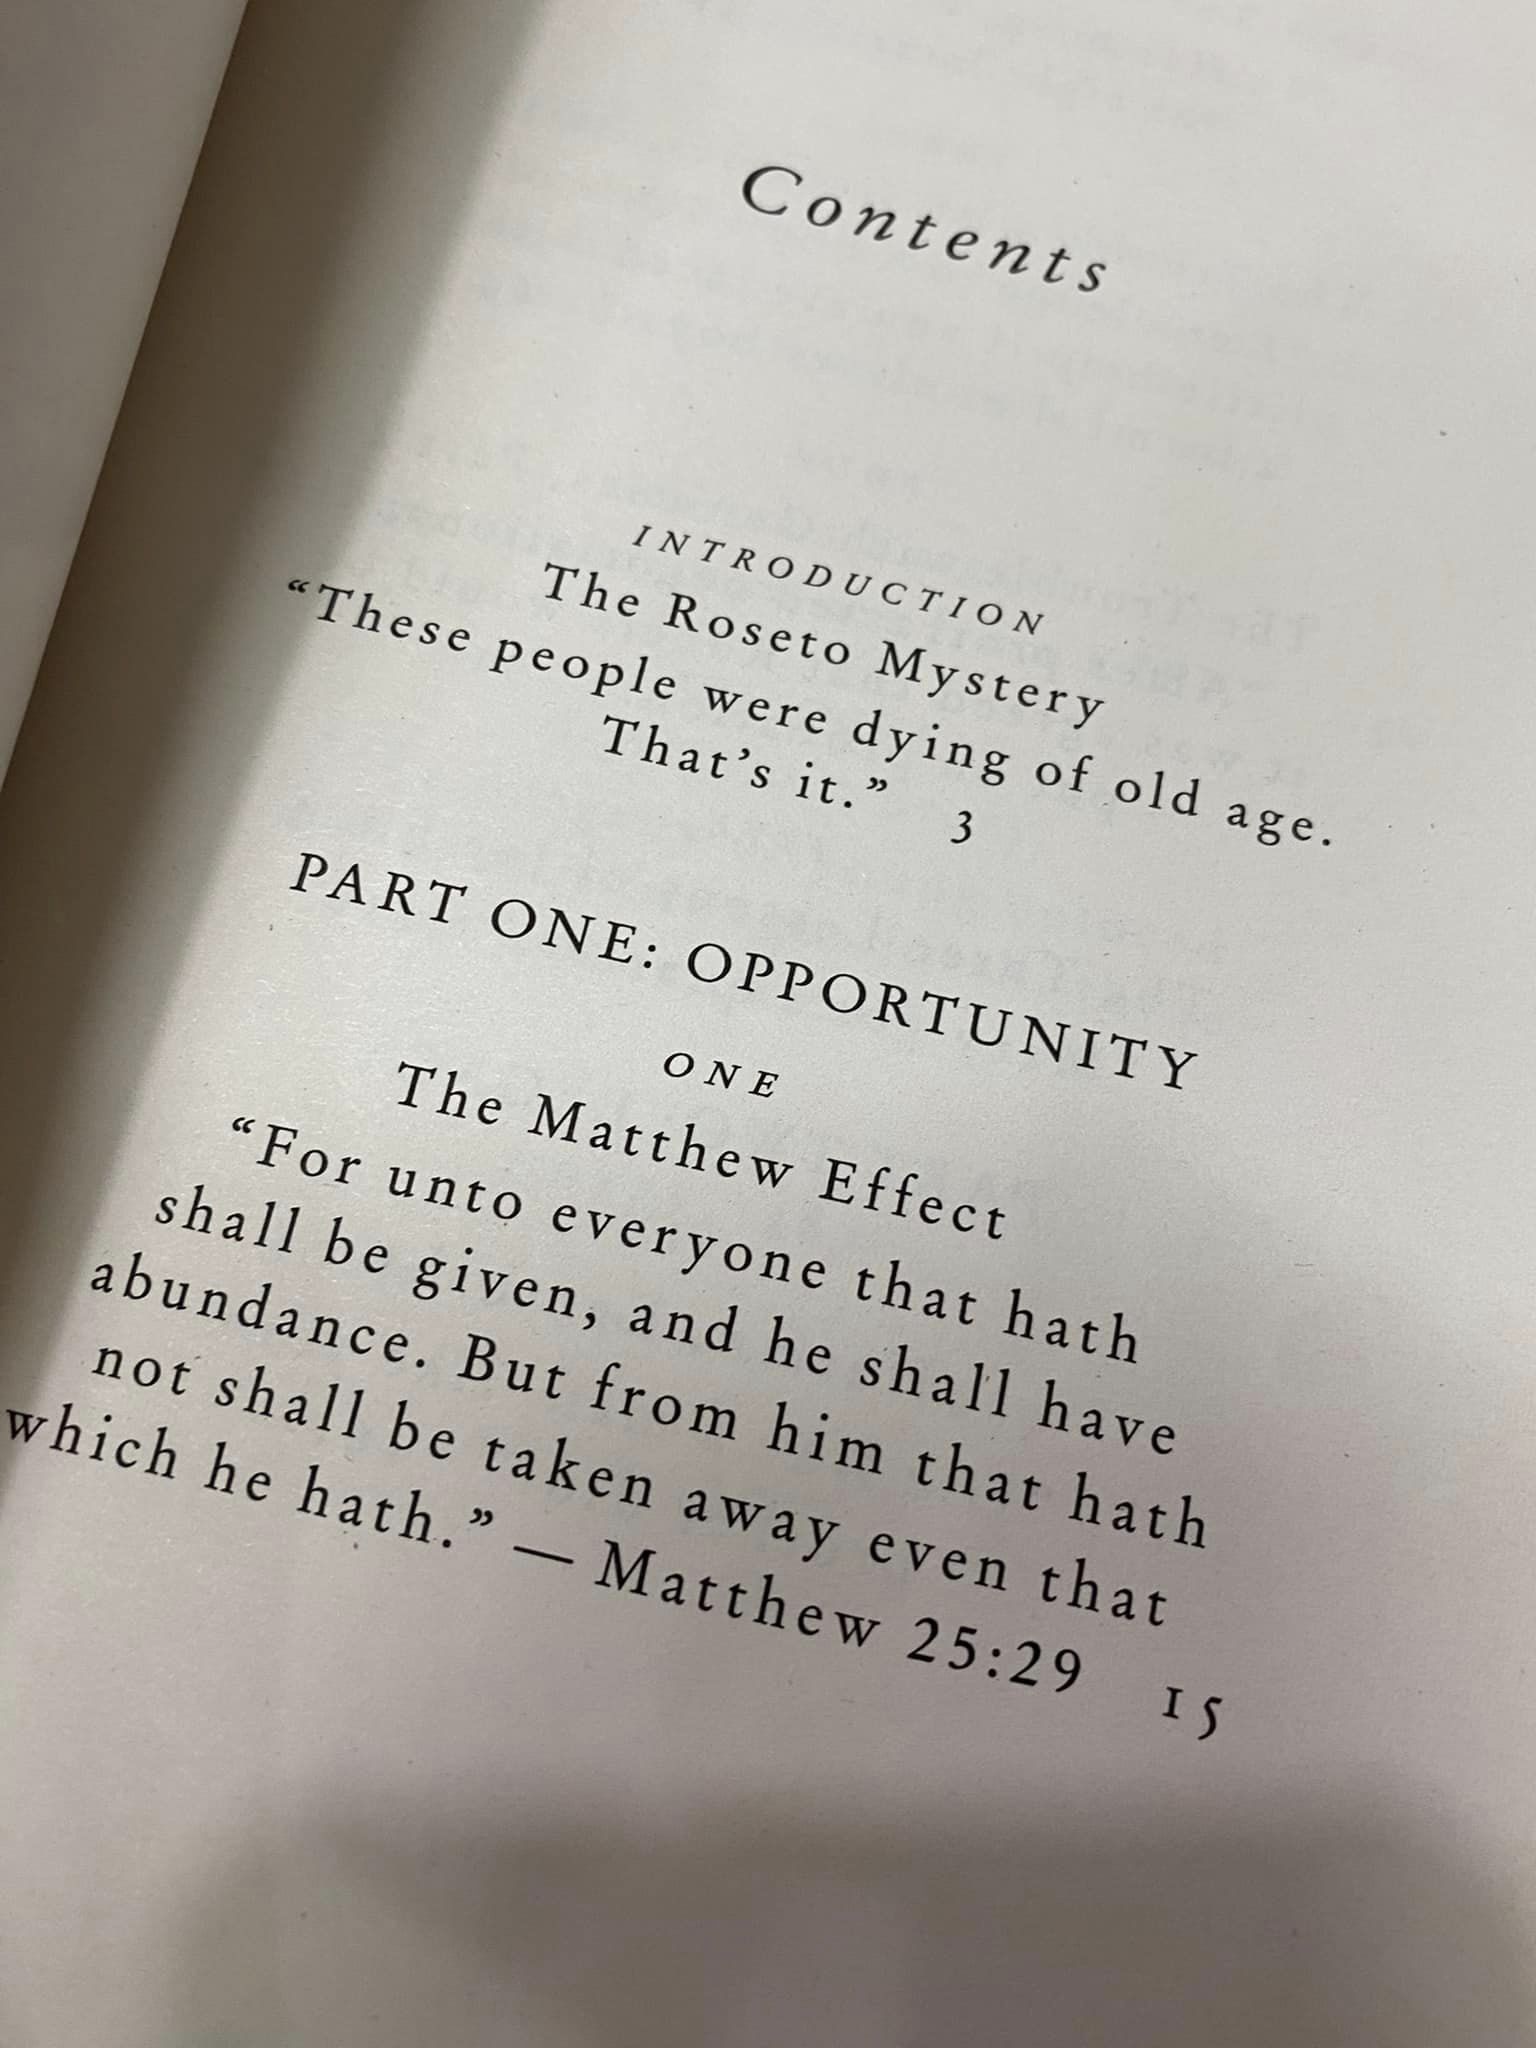 Contents
INTRODUCTION
The Roseto Mystery
“These people were dying of old age.
That’s it.” 3
PART ONE: OPPORTUNITY
ONE
The Matthew Effect
“For unto everyone that hath
shall be given, and he shall have
abundance. But from him that hath
not shall be taken away even that
which he hath.” — Matthew 25:29 15